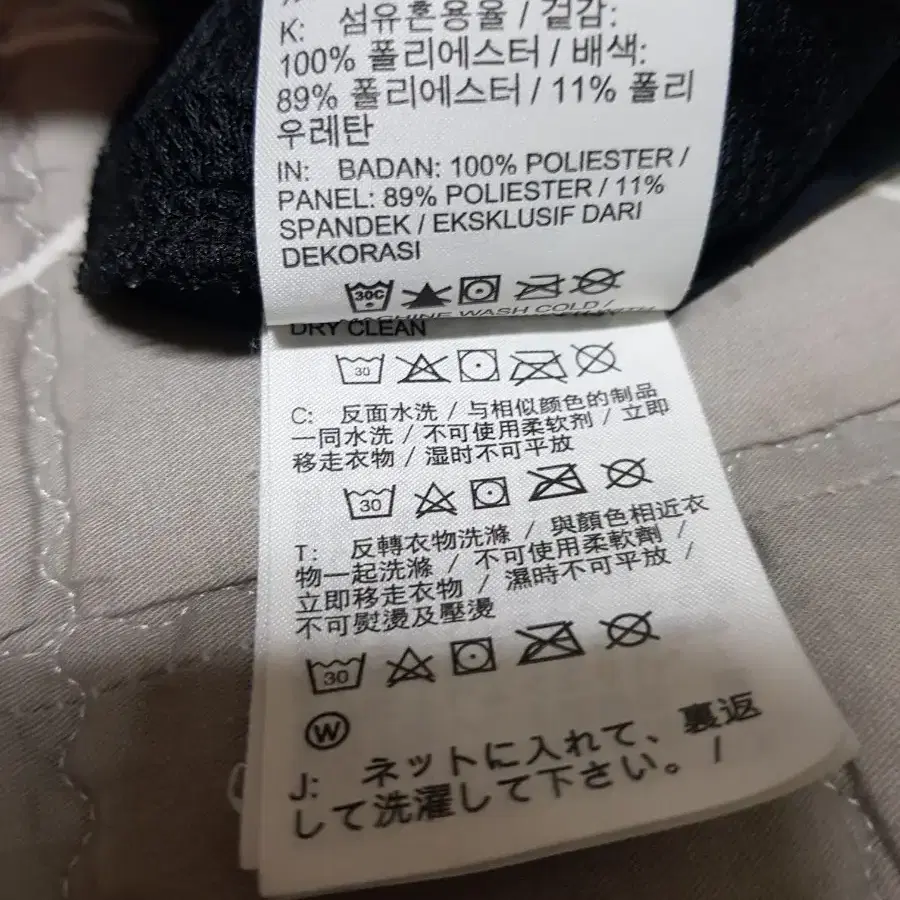 K: 섬유혼용율 / 겉감:
100% 폴리에스터 / 배색:
89% 폴리에스터 / 11% 폴리
우레탄
IN: BADAN: 100% POLIESTER /
PANEL: 89% POLIESTER / 11%
SPANDEK / EKSKLUSIF DARI
DEKORASI
30C
MACHINE WASH COLD /
DRY CLEAN
30
C: 反面水洗 / 与相似颜色的制品
一同水洗 / 不可使用柔软剂 / 立即
移走衣物 / 湿时不可平放
30
T: 反轉衣物洗滌 / 與顏色相近衣
物一起洗滌 / 不可使用柔軟劑 /
立即移走衣物 / 濕時不可平放 /
不可熨燙及壓燙
30
W
J: ネットに入れて、裏返
して洗濯して下さい。 /